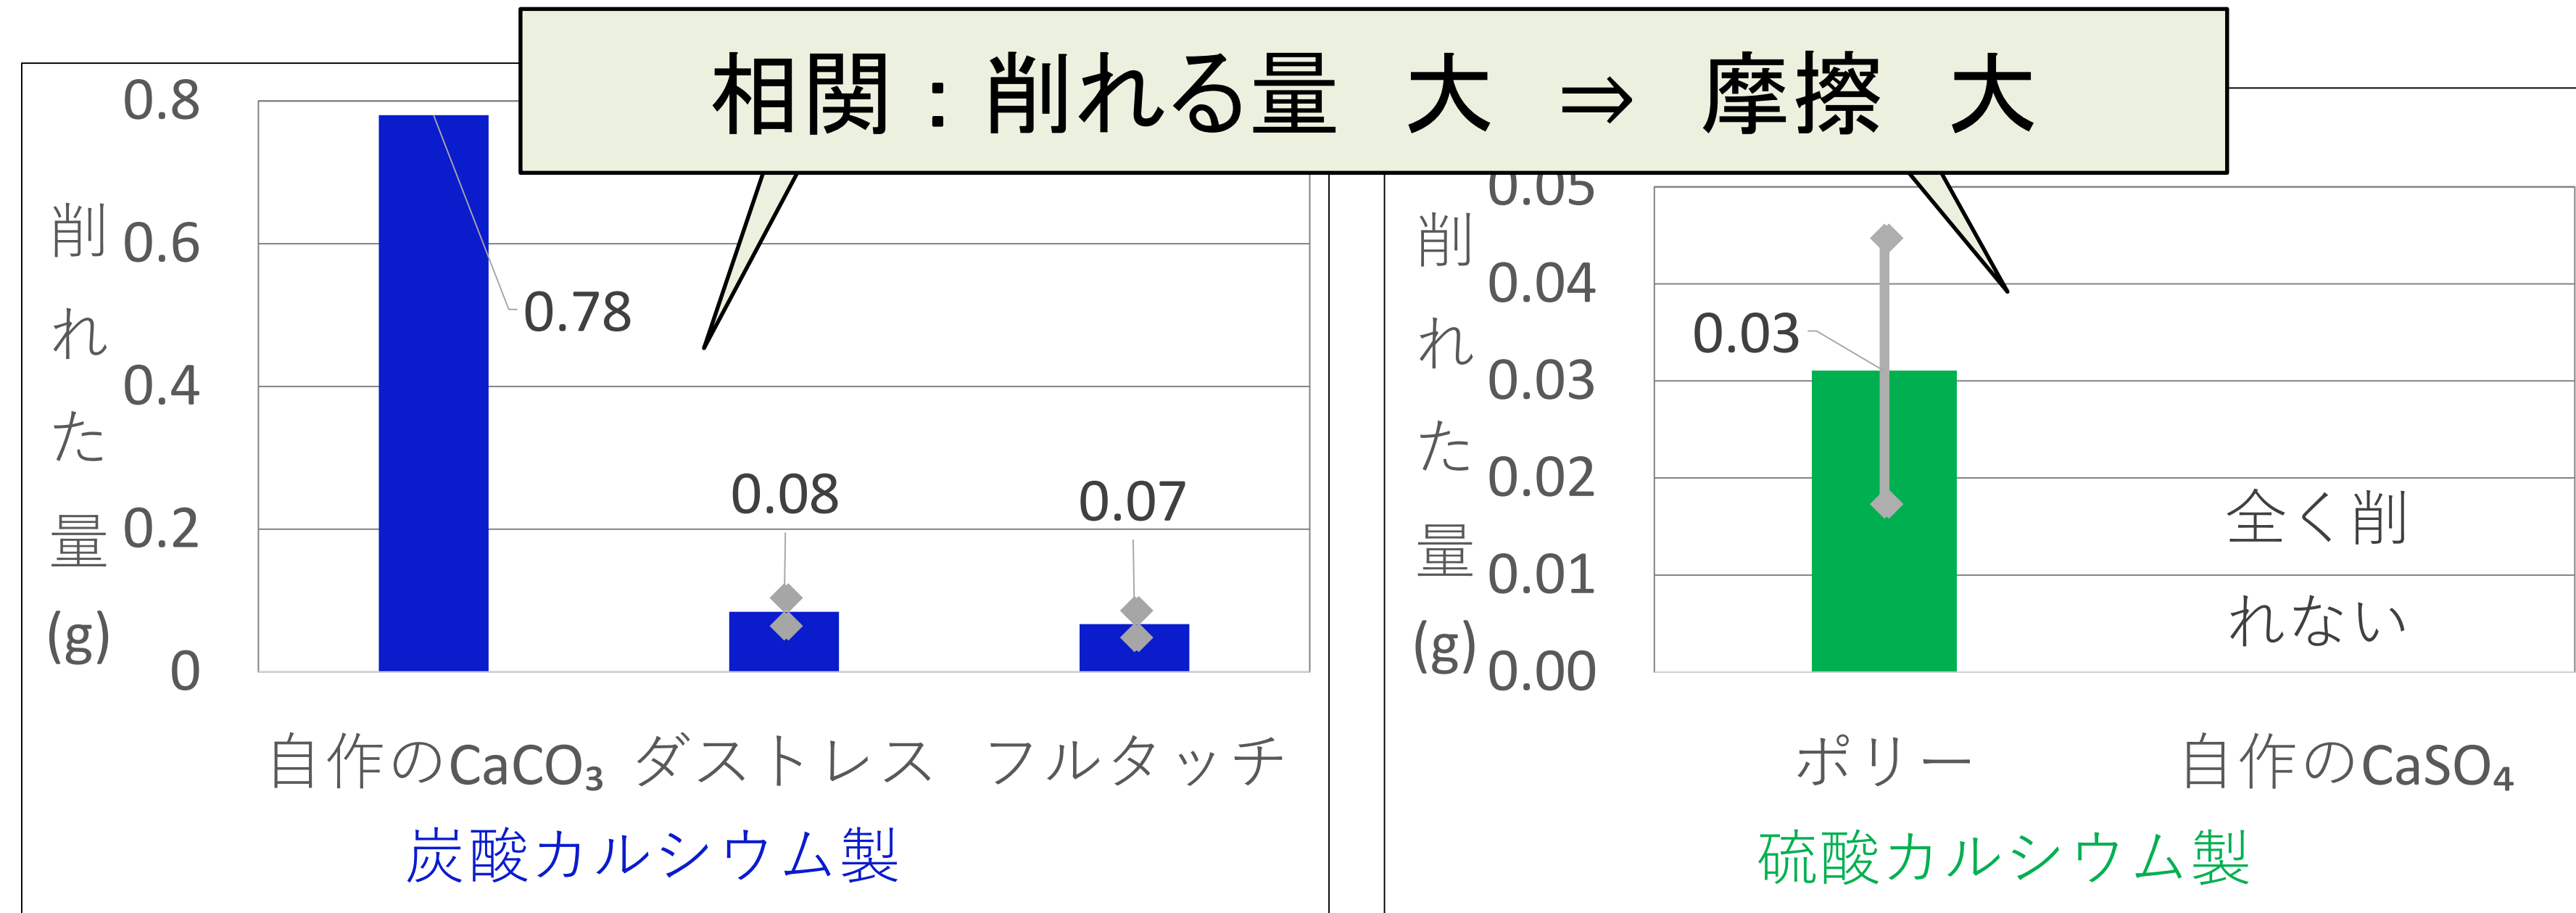 相関：削れる量 大 ⇒ 摩擦 大
削れた量(g)
0.8
0.6
0.4
0.2
0
0.78
0.08
0.07
自作のCaCO₃ ダストレス フルタッチ
炭酸カルシウム製
削れた量(g)
0.05
0.04
0.03
0.02
0.01
0.00
0.03
全く削
れない
ポリー 自作のCaSO₄
硫酸カルシウム製